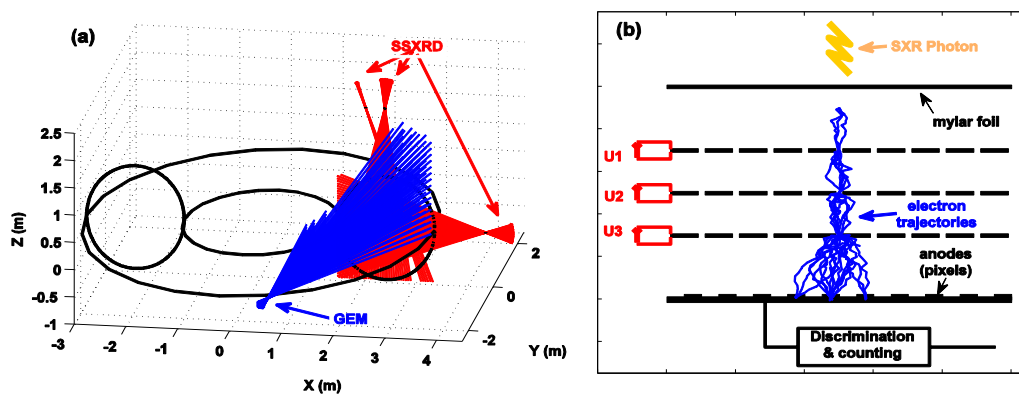 (a)
SSXRD
2.5
2
1.5
1
0.5
0
-0.5
-1
Z (m)
-3
-2
-1
0
1
2
3
4
X (m)
2
0
-2
Y (m)
GEM
(b)
SXR Photon
mylar foil
U1
U2
U3
electron
trajectories
anodes
(pixels)
Discrimination
& counting